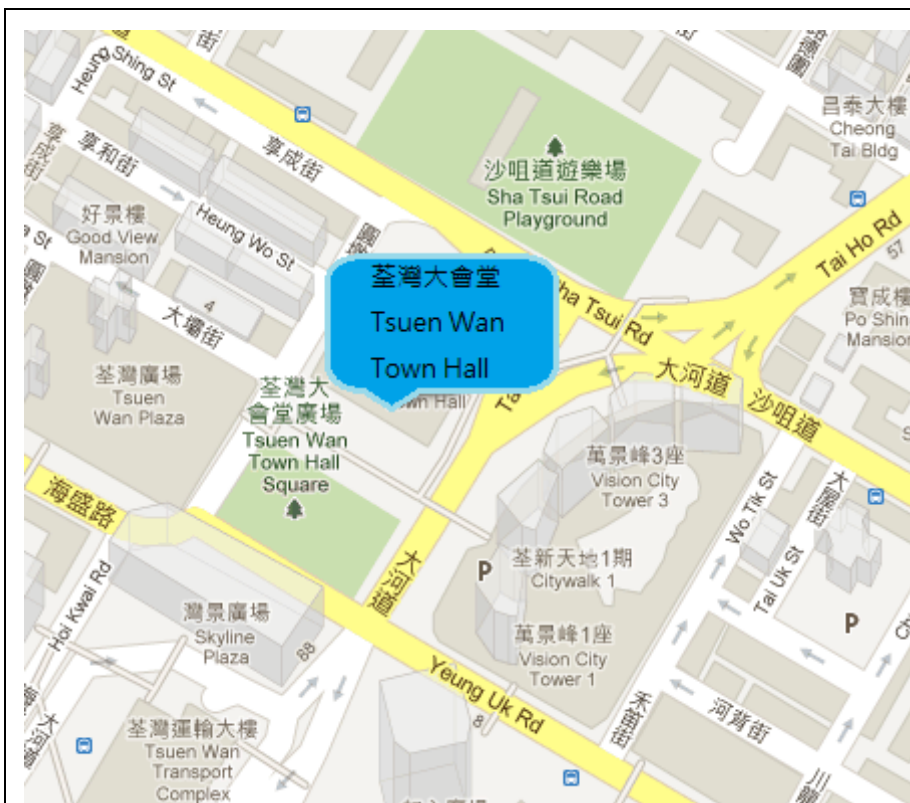 Heung Shing St
享成街
享和街
Heung Wo St
享成街
好景樓
Good View
Mansion
4
大壩街
沙咀道遊樂場
Sha Tsui Road
Playground
昌泰大樓
Cheong
Tai Bldg
Tai Ho Rd
57
荃灣大會堂
Tsuen Wan
Town Hall
Sha Tsui Rd
大河道
沙咀道
荃灣廣場
Tsuen
Wan Plaza
荃灣大
會堂廣場
Tsuen Wan
Town Hall
Square
萬景峰3座
Vision City
Tower 3
Wo Tik St
大屋街
Tai Uk St
海盛路
大河道
P
荃新天地1期
Citywalk 1
Hoi Kwai Rd
灣景廣場
Skyline
Plaza
68
萬景峰1座
Vision City
Tower 1
P
Yeung Uk Rd
8
禾笛街
河背街
大河道
荃灣運輸大樓
Tsuen Wan
Transport
Complex